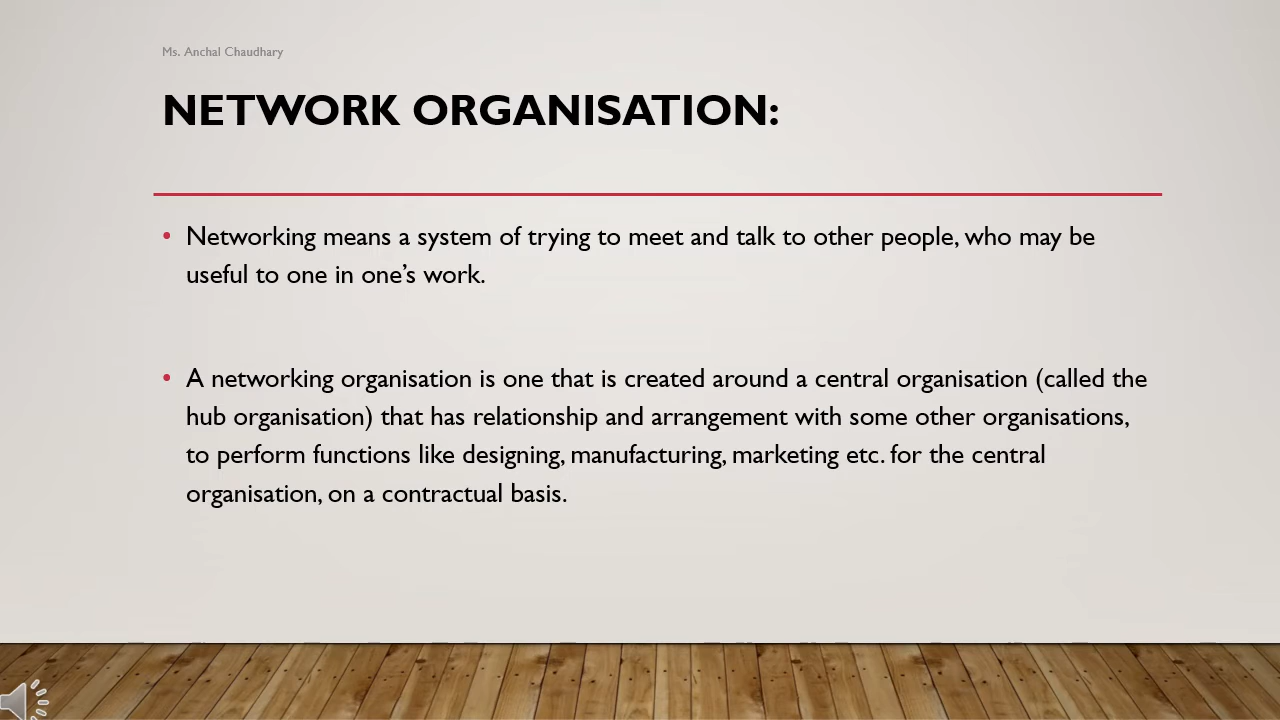 Ms. Anchal Chaudhary
NETWORK ORGANISATION:
• Networking means a system of trying to meet and talk to other people, who may be
useful to one in one’s work.
• A networking organisation is one that is created around a central organisation (called the
hub organisation) that has relationship and arrangement with some other organisations,
to perform functions like designing, manufacturing, marketing etc. for the central
organisation, on a contractual basis.